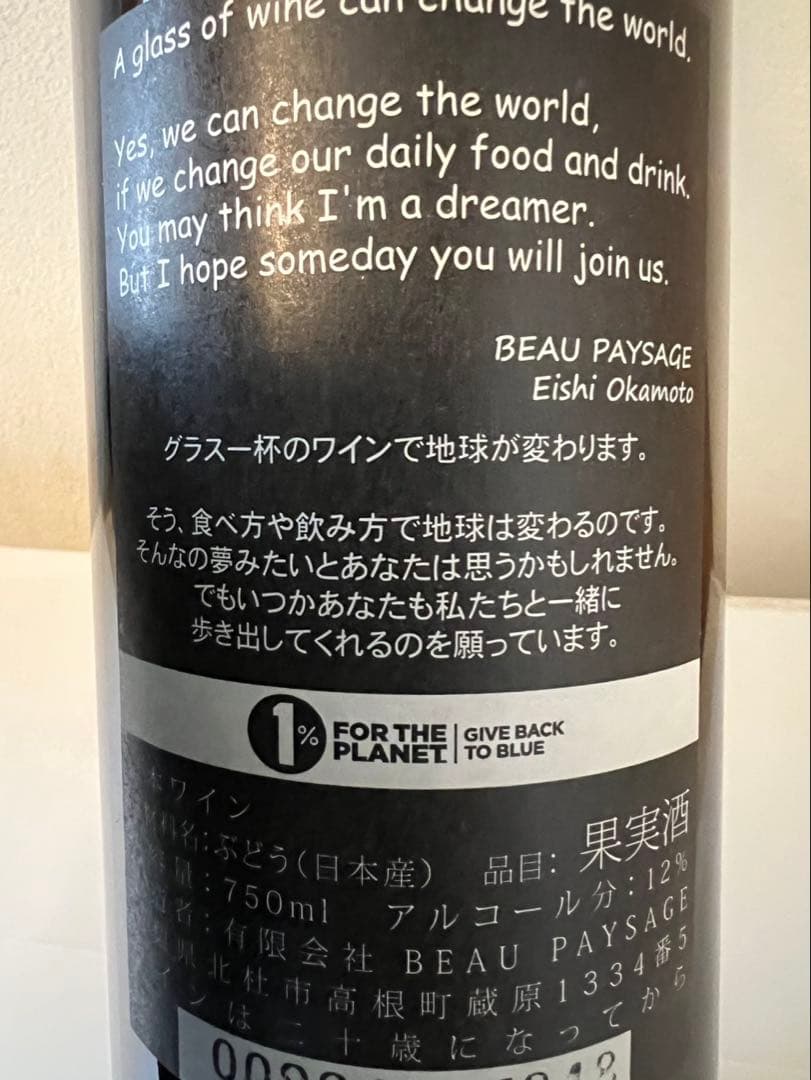 A glass of wine can change the world.
Yes, we can change the world,
if we change our daily food and drink.
You may think I'm a dreamer.
But I hope someday you will join us.
BEAU PAYSAGE
Eishi Okamoto
グラス一杯のワインで地球が変わります。
そう、食べ方や飲み方で地球は変わるのです。
そんなの夢みたいとあなたは思うかもしれません。
でもいつかあなたも私たちと一緒に
歩き出してくれるのを願っています。
1% FOR THE PLANET. | GIVE BACK TO BLUE
ワイン
名:ぶどう(日本産) 品目: 果実酒
量:750ml アルコール分:12%
者:有限会社 BEAU PAYSAGE
県北杜市高根町蔵原1334番5
ンは二十歳になってから